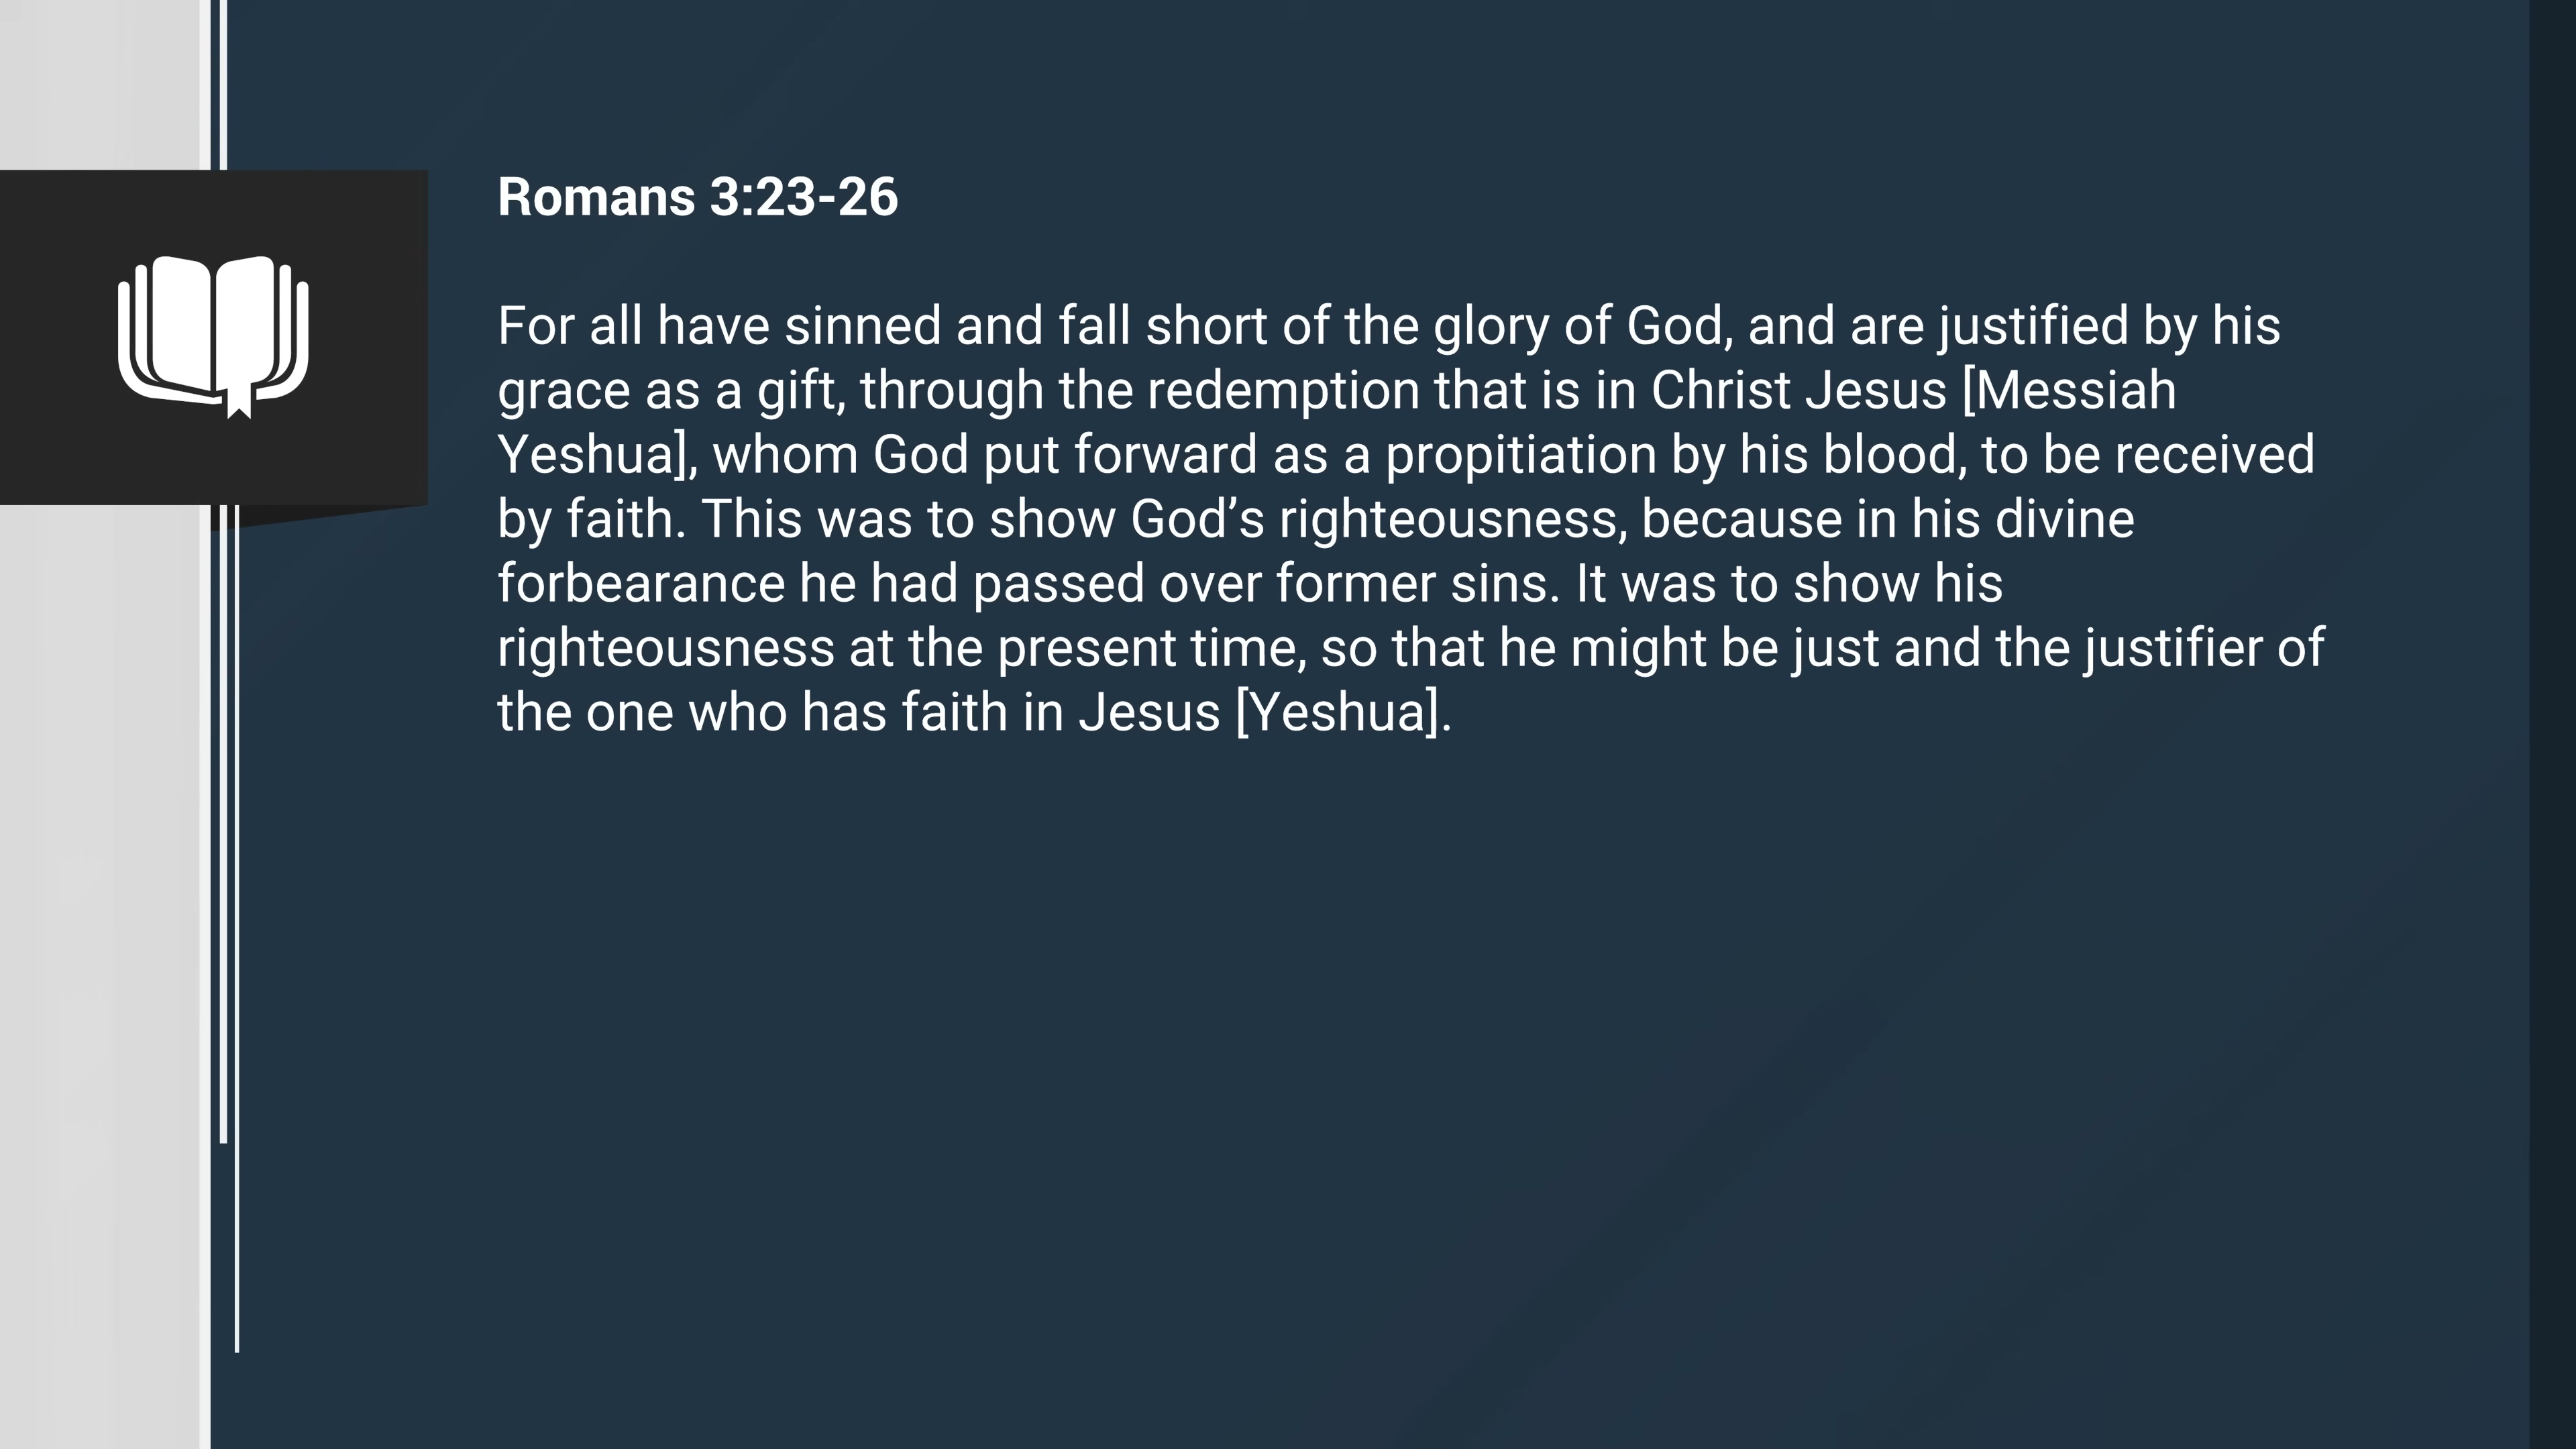 Romans 3:23-26
For all have sinned and fall short of the glory of God, and are justified by his
grace as a gift, through the redemption that is in Christ Jesus [Messiah
Yeshua], whom God put forward as a propitiation by his blood, to be received
by faith. This was to show God’s righteousness, because in his divine
forbearance he had passed over former sins. It was to show his
righteousness at the present time, so that he might be just and the justifier of
the one who has faith in Jesus [Yeshua].